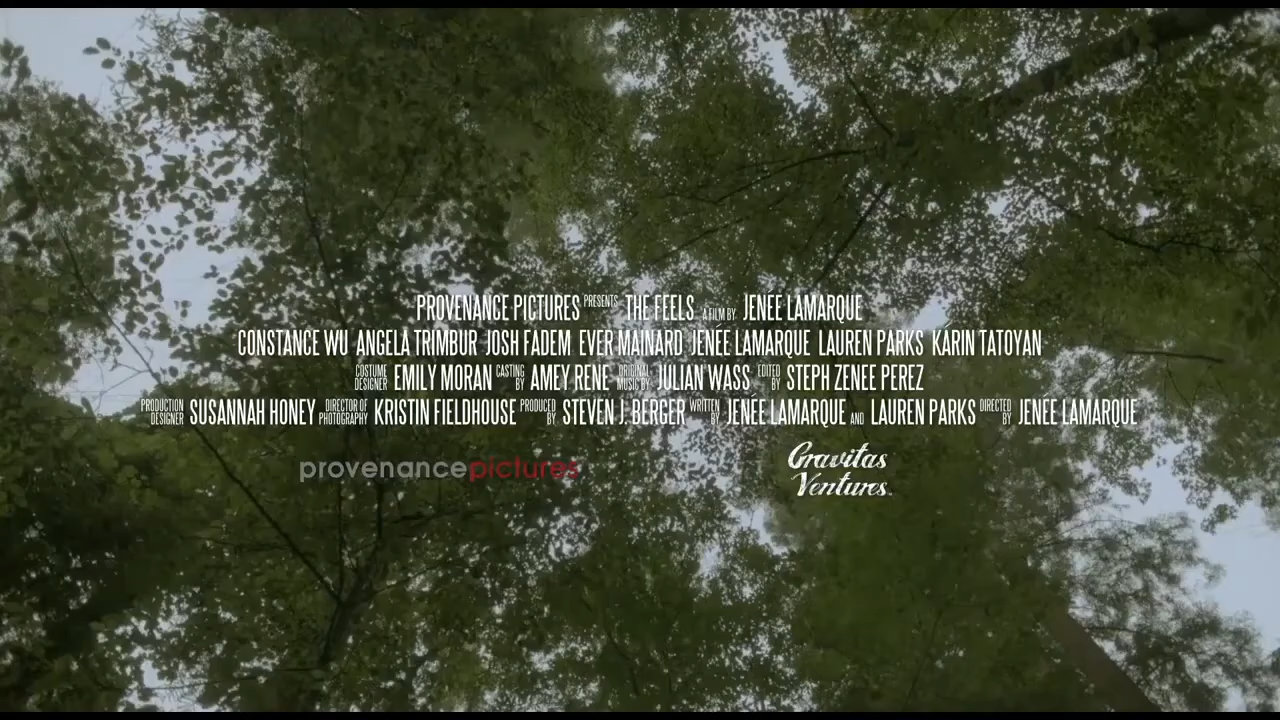 PROVENANCE PICTURES PRESENTS THE FEELS A FILM BY JENÉE LAMARQUE
CONSTANCE WU ANGELA TRIMBUR JOSH FADEM EVER MAINARD JENÉE LAMARQUE LAUREN PARKS KÁRIN TATOYAN
COSTUME DESIGNER EMILY MORAN CASTING BY AMEY RENE ORIGINAL MUSIC BY JULIAN WASS EDITED BY STEPH ZENEE PEREZ
PRODUCTION DESIGNER SUSANNAH HONEY DIRECTOR OF PHOTOGRAPHY KRISTIN FIELDHOUSE PRODUCED BY STEVEN J. BERGER WRITTEN BY JENÉE LAMARQUE AND LAUREN PARKS DIRECTED BY JENÉE LAMARQUE
provenancepictures
Gravitas
Ventures